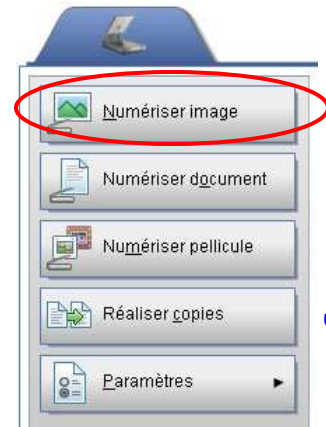 Numériser image
Numériser document
Numériser pellicule
Réaliser copies
Paramètres